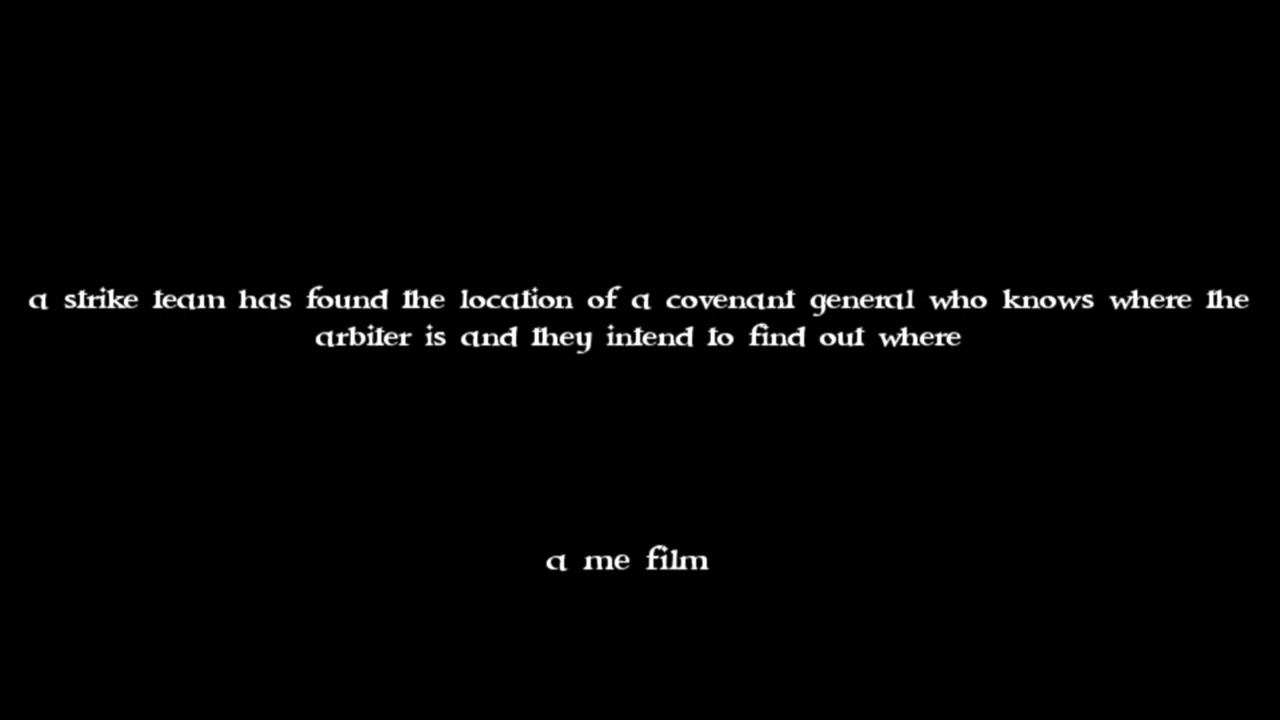 a strike team has found the location of a covenant general who knows where the
arbiter is and they intend to find out where
a me film